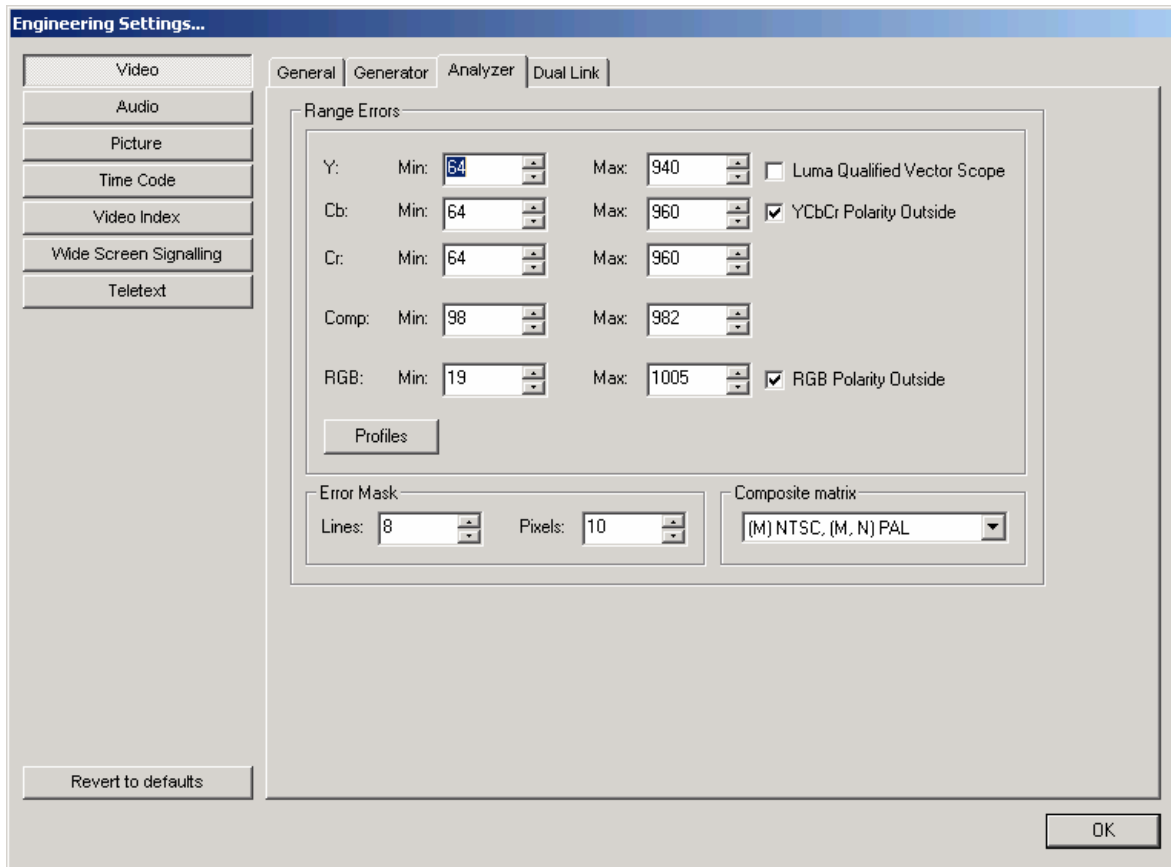 Engineering Settings...
Video
Audio
Picture
Time Code
Video Index
Wide Screen Signalling
Teletext
Revert to defaults
General Generator Analyzer Dual Link
Range Errors
Y: Min: 64 Max: 940 Luma Qualified Vector Scope
Cb: Min: 64 Max: 960 YCbCr Polarity Outside
Cr: Min: 64 Max: 960
Comp: Min: 98 Max: 982
RGB: Min: 19 Max: 1005 RGB Polarity Outside
Profiles
Error Mask
Lines: 8 Pixels: 10
Composite matrix
(M) NTSC, (M, N) PAL
OK